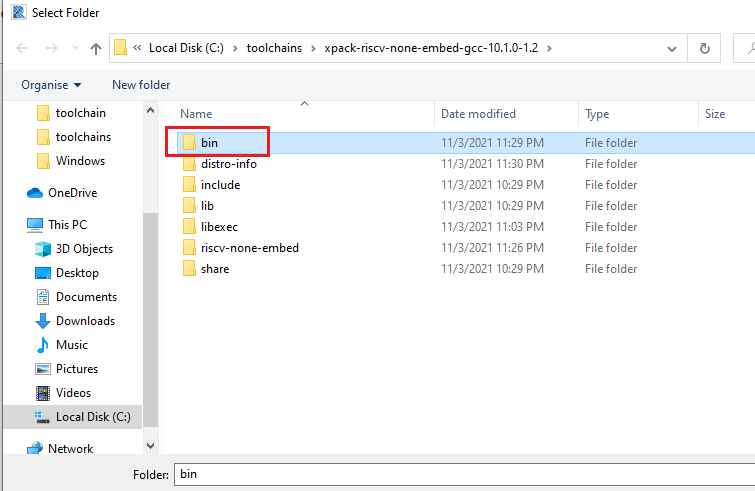 Select Folder
« Local Disk (C:) › toolchains › xpack-riscv-none-embed-gcc-10.1.0-1.2 ›
Organise New folder
toolchain
toolchains
Windows
OneDrive
This PC
3D Objects
Desktop
Documents
Downloads
Music
Pictures
Videos
Local Disk (C:)
Network
Name Date modified Type Size
bin 11/3/2021 11:29 PM File folder
distro-info 11/3/2021 11:30 PM File folder
include 11/3/2021 10:29 PM File folder
lib 11/3/2021 10:29 PM File folder
libexec 11/3/2021 11:03 PM File folder
riscv-none-embed 11/3/2021 11:26 PM File folder
share 11/3/2021 10:29 PM File folder
Folder: bin